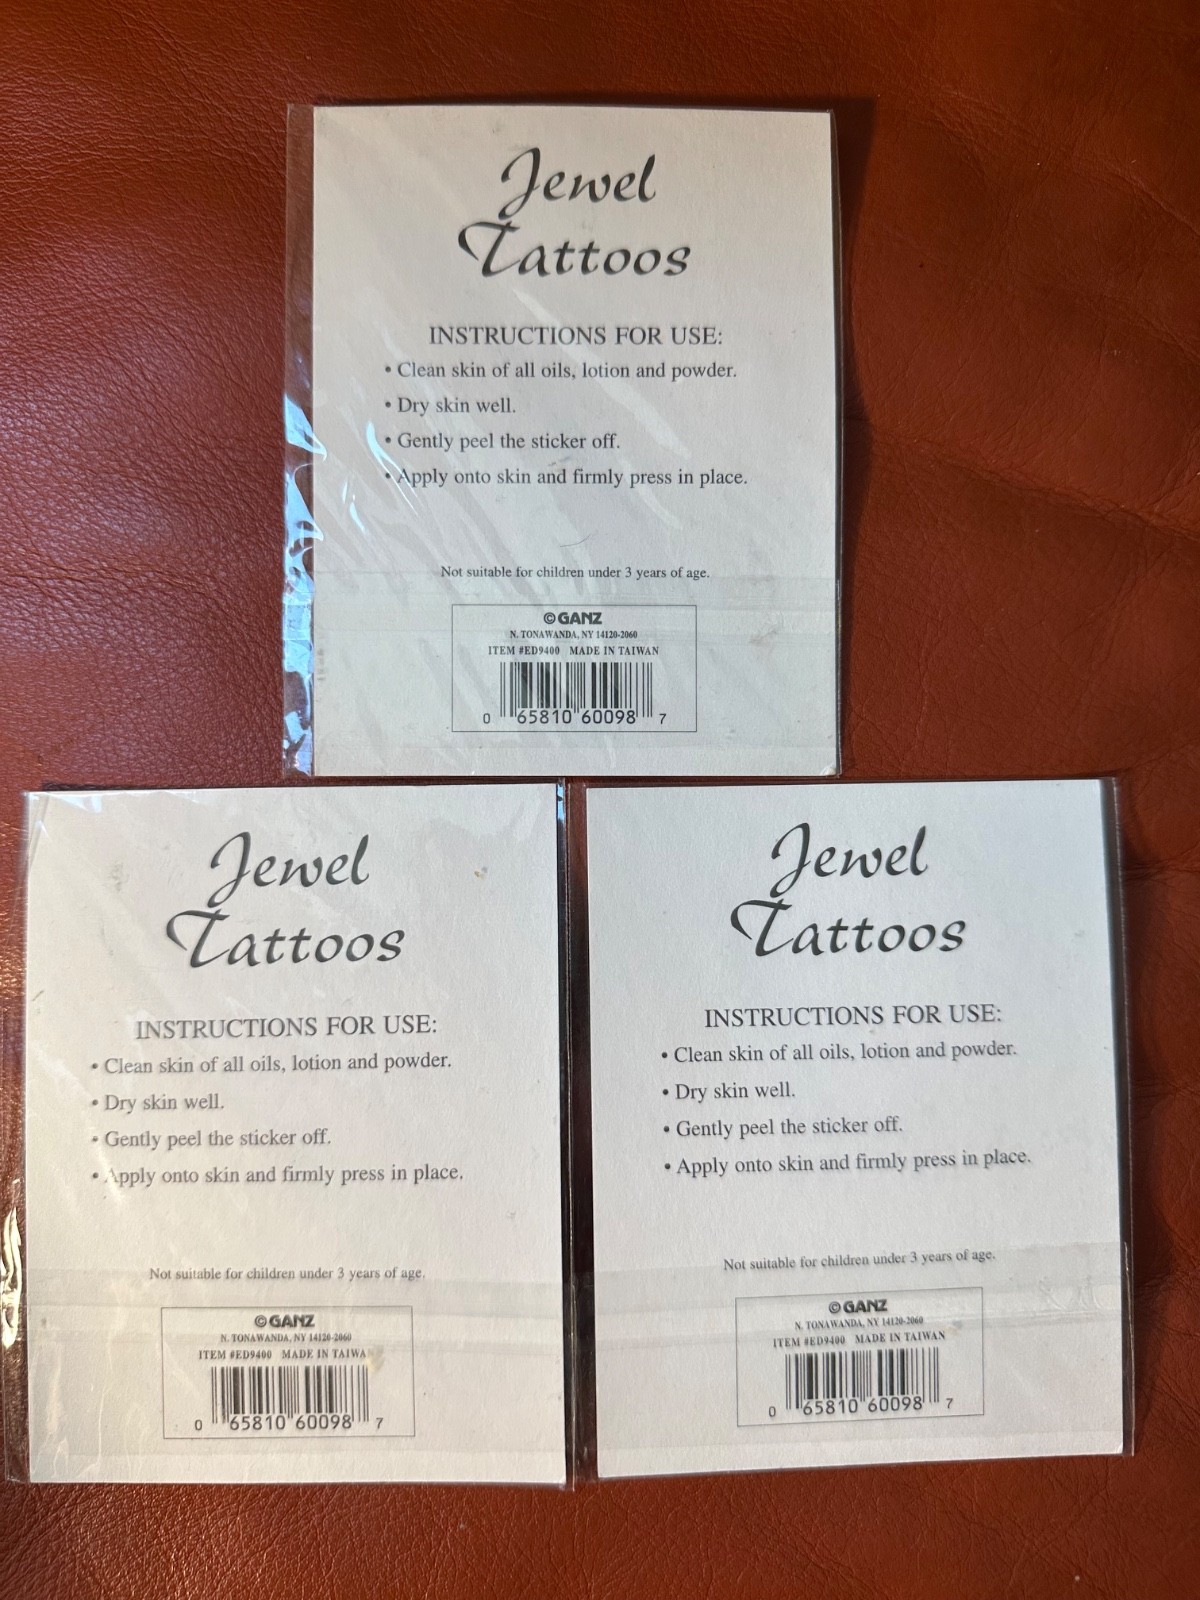 Jewel
Tattoos
INSTRUCTIONS FOR USE:
• Clean skin of all oils, lotion and powder.
• Dry skin well.
• Gently peel the sticker off.
• Apply onto skin and firmly press in place.
Not suitable for children under 3 years of age.
©GANZ
N. TONAWANDA, NY 14120-2060
ITEM #ED9400 MADE IN TAIWAN
0 65810 60098 7
Jewel
Tattoos
INSTRUCTIONS FOR USE:
• Clean skin of all oils, lotion and powder.
• Dry skin well.
• Gently peel the sticker off.
• Apply onto skin and firmly press in place.
Not suitable for children under 3 years of age.
©GANZ
N. TONAWANDA, NY 14120-2060
ITEM #ED9400 MADE IN TAIWA
0 65810 60098 7
Jewel
Tattoos
INSTRUCTIONS FOR USE:
• Clean skin of all oils, lotion and powder.
• Dry skin well.
• Gently peel the sticker off.
• Apply onto skin and firmly press in place.
Not suitable for children under 3 years of age.
©GANZ
N. TONAWANDA, NY 14120-2060
ITEM #ED9400 MADE IN TAIWAN
0 65810 60098 7